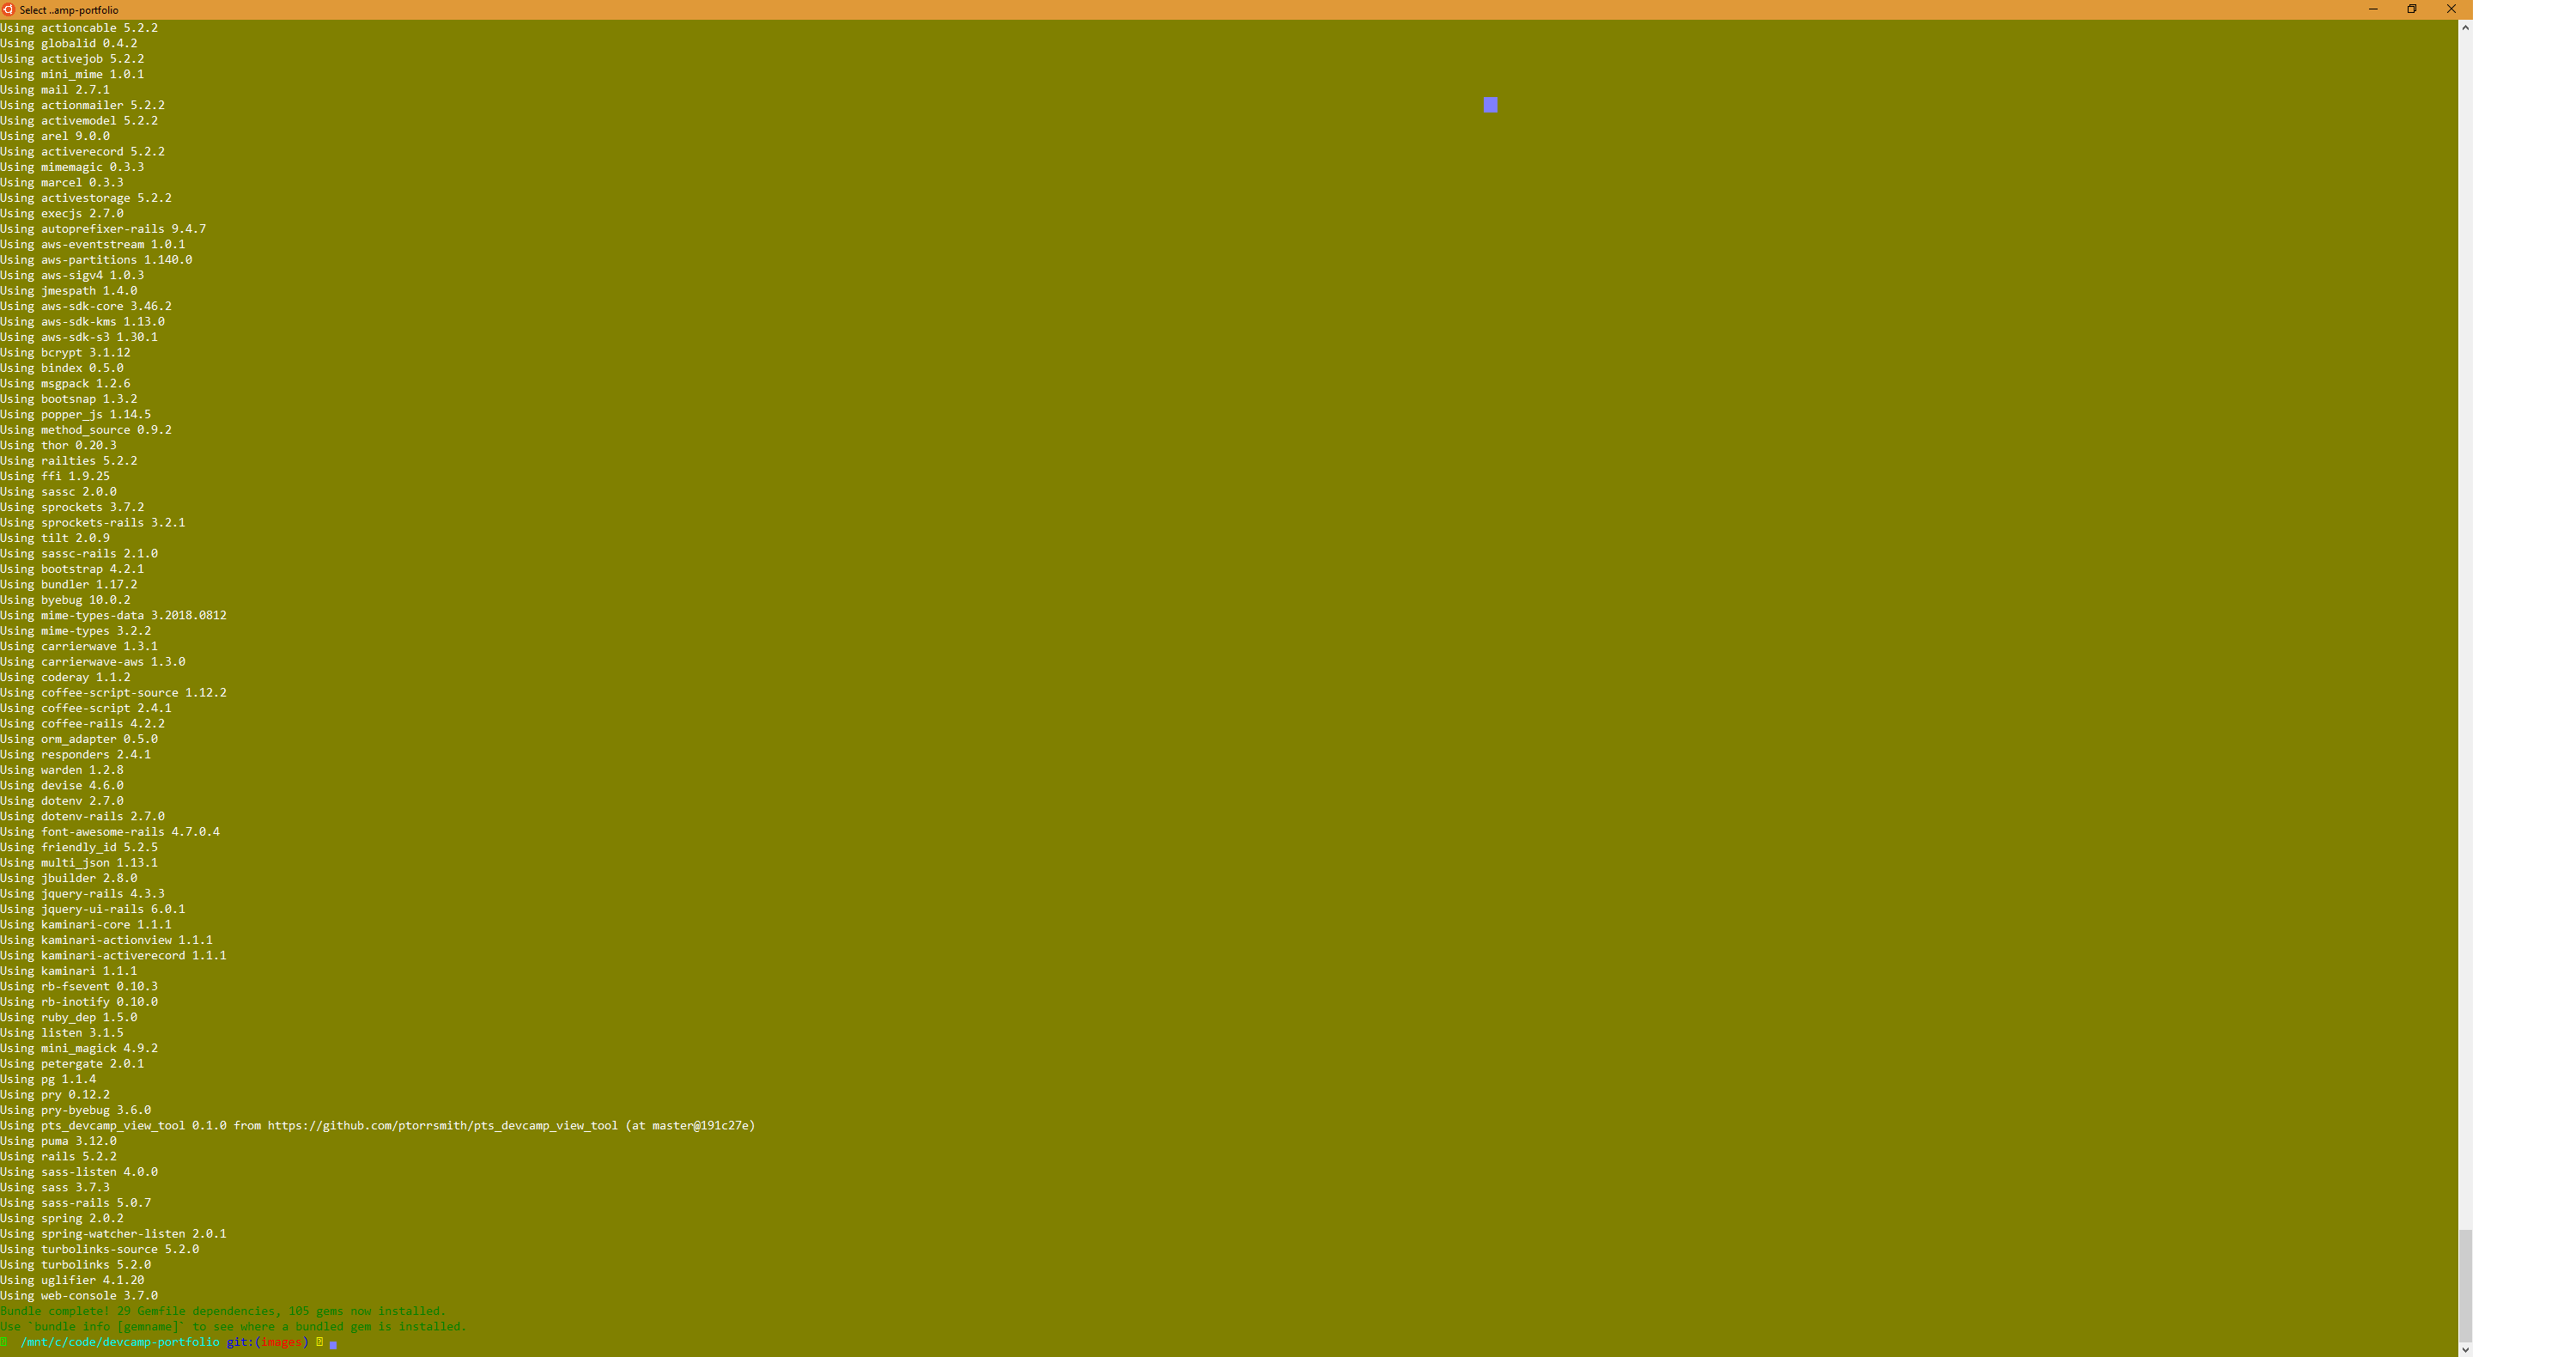 Select ..amp-portfolio
Using actioncable 5.2.2
Using globalid 0.4.2
Using activejob 5.2.2
Using mini_mime 1.0.1
Using mail 2.7.1
Using actionmailer 5.2.2
Using activemodel 5.2.2
Using arel 9.0.0
Using activerecord 5.2.2
Using mimemagic 0.3.3
Using marcel 0.3.3
Using activestorage 5.2.2
Using execjs 2.7.0
Using autoprefixer-rails 9.4.7
Using aws-eventstream 1.0.1
Using aws-partitions 1.140.0
Using aws-sigv4 1.0.3
Using jmespath 1.4.0
Using aws-sdk-core 3.46.2
Using aws-sdk-kms 1.13.0
Using aws-sdk-s3 1.30.1
Using bcrypt 3.1.12
Using bindex 0.5.0
Using msgpack 1.2.6
Using bootsnap 1.3.2
Using popper_js 1.14.5
Using method_source 0.9.2
Using thor 0.20.3
Using railties 5.2.2
Using ffi 1.9.25
Using sassc 2.0.0
Using sprockets 3.7.2
Using sprockets-rails 3.2.1
Using tilt 2.0.9
Using sassc-rails 2.1.0
Using bootstrap 4.2.1
Using bundler 1.17.2
Using byebug 10.0.2
Using mime-types-data 3.2018.0812
Using mime-types 3.2.2
Using carrierwave 1.3.1
Using carrierwave-aws 1.3.0
Using coderay 1.1.2
Using coffee-script-source 1.12.2
Using coffee-script 2.4.1
Using coffee-rails 4.2.2
Using orm_adapter 0.5.0
Using responders 2.4.1
Using warden 1.2.8
Using devise 4.6.0
Using dotenv 2.7.0
Using dotenv-rails 2.7.0
Using font-awesome-rails 4.7.0.4
Using friendly_id 5.2.5
Using multi_json 1.13.1
Using jbuilder 2.8.0
Using jquery-rails 4.3.3
Using jquery-ui-rails 6.0.1
Using kaminari-core 1.1.1
Using kaminari-actionview 1.1.1
Using kaminari-activerecord 1.1.1
Using kaminari 1.1.1
Using rb-fsevent 0.10.3
Using rb-inotify 0.10.0
Using ruby_dep 1.5.0
Using listen 3.1.5
Using mini_magick 4.9.2
Using petergate 2.0.1
Using pg 1.1.4
Using pry 0.12.2
Using pry-byebug 3.6.0
Using pts_devcamp_view_tool 0.1.0 from https://github.com/ptorrsmith/pts_devcamp_view_tool (at master@191c27e)
Using puma 3.12.0
Using rails 5.2.2
Using sass-listen 4.0.0
Using sass 3.7.3
Using sass-rails 5.0.7
Using spring 2.0.2
Using spring-watcher-listen 2.0.1
Using turbolinks-source 5.2.0
Using turbolinks 5.2.0
Using uglifier 4.1.20
Using web-console 3.7.0
Bundle complete! 29 Gemfile dependencies, 105 gems now installed.
Use `bundle info [gemname]` to see where a bundled gem is installed.
/mnt/c/code/devcamp-portfolio git:(images)